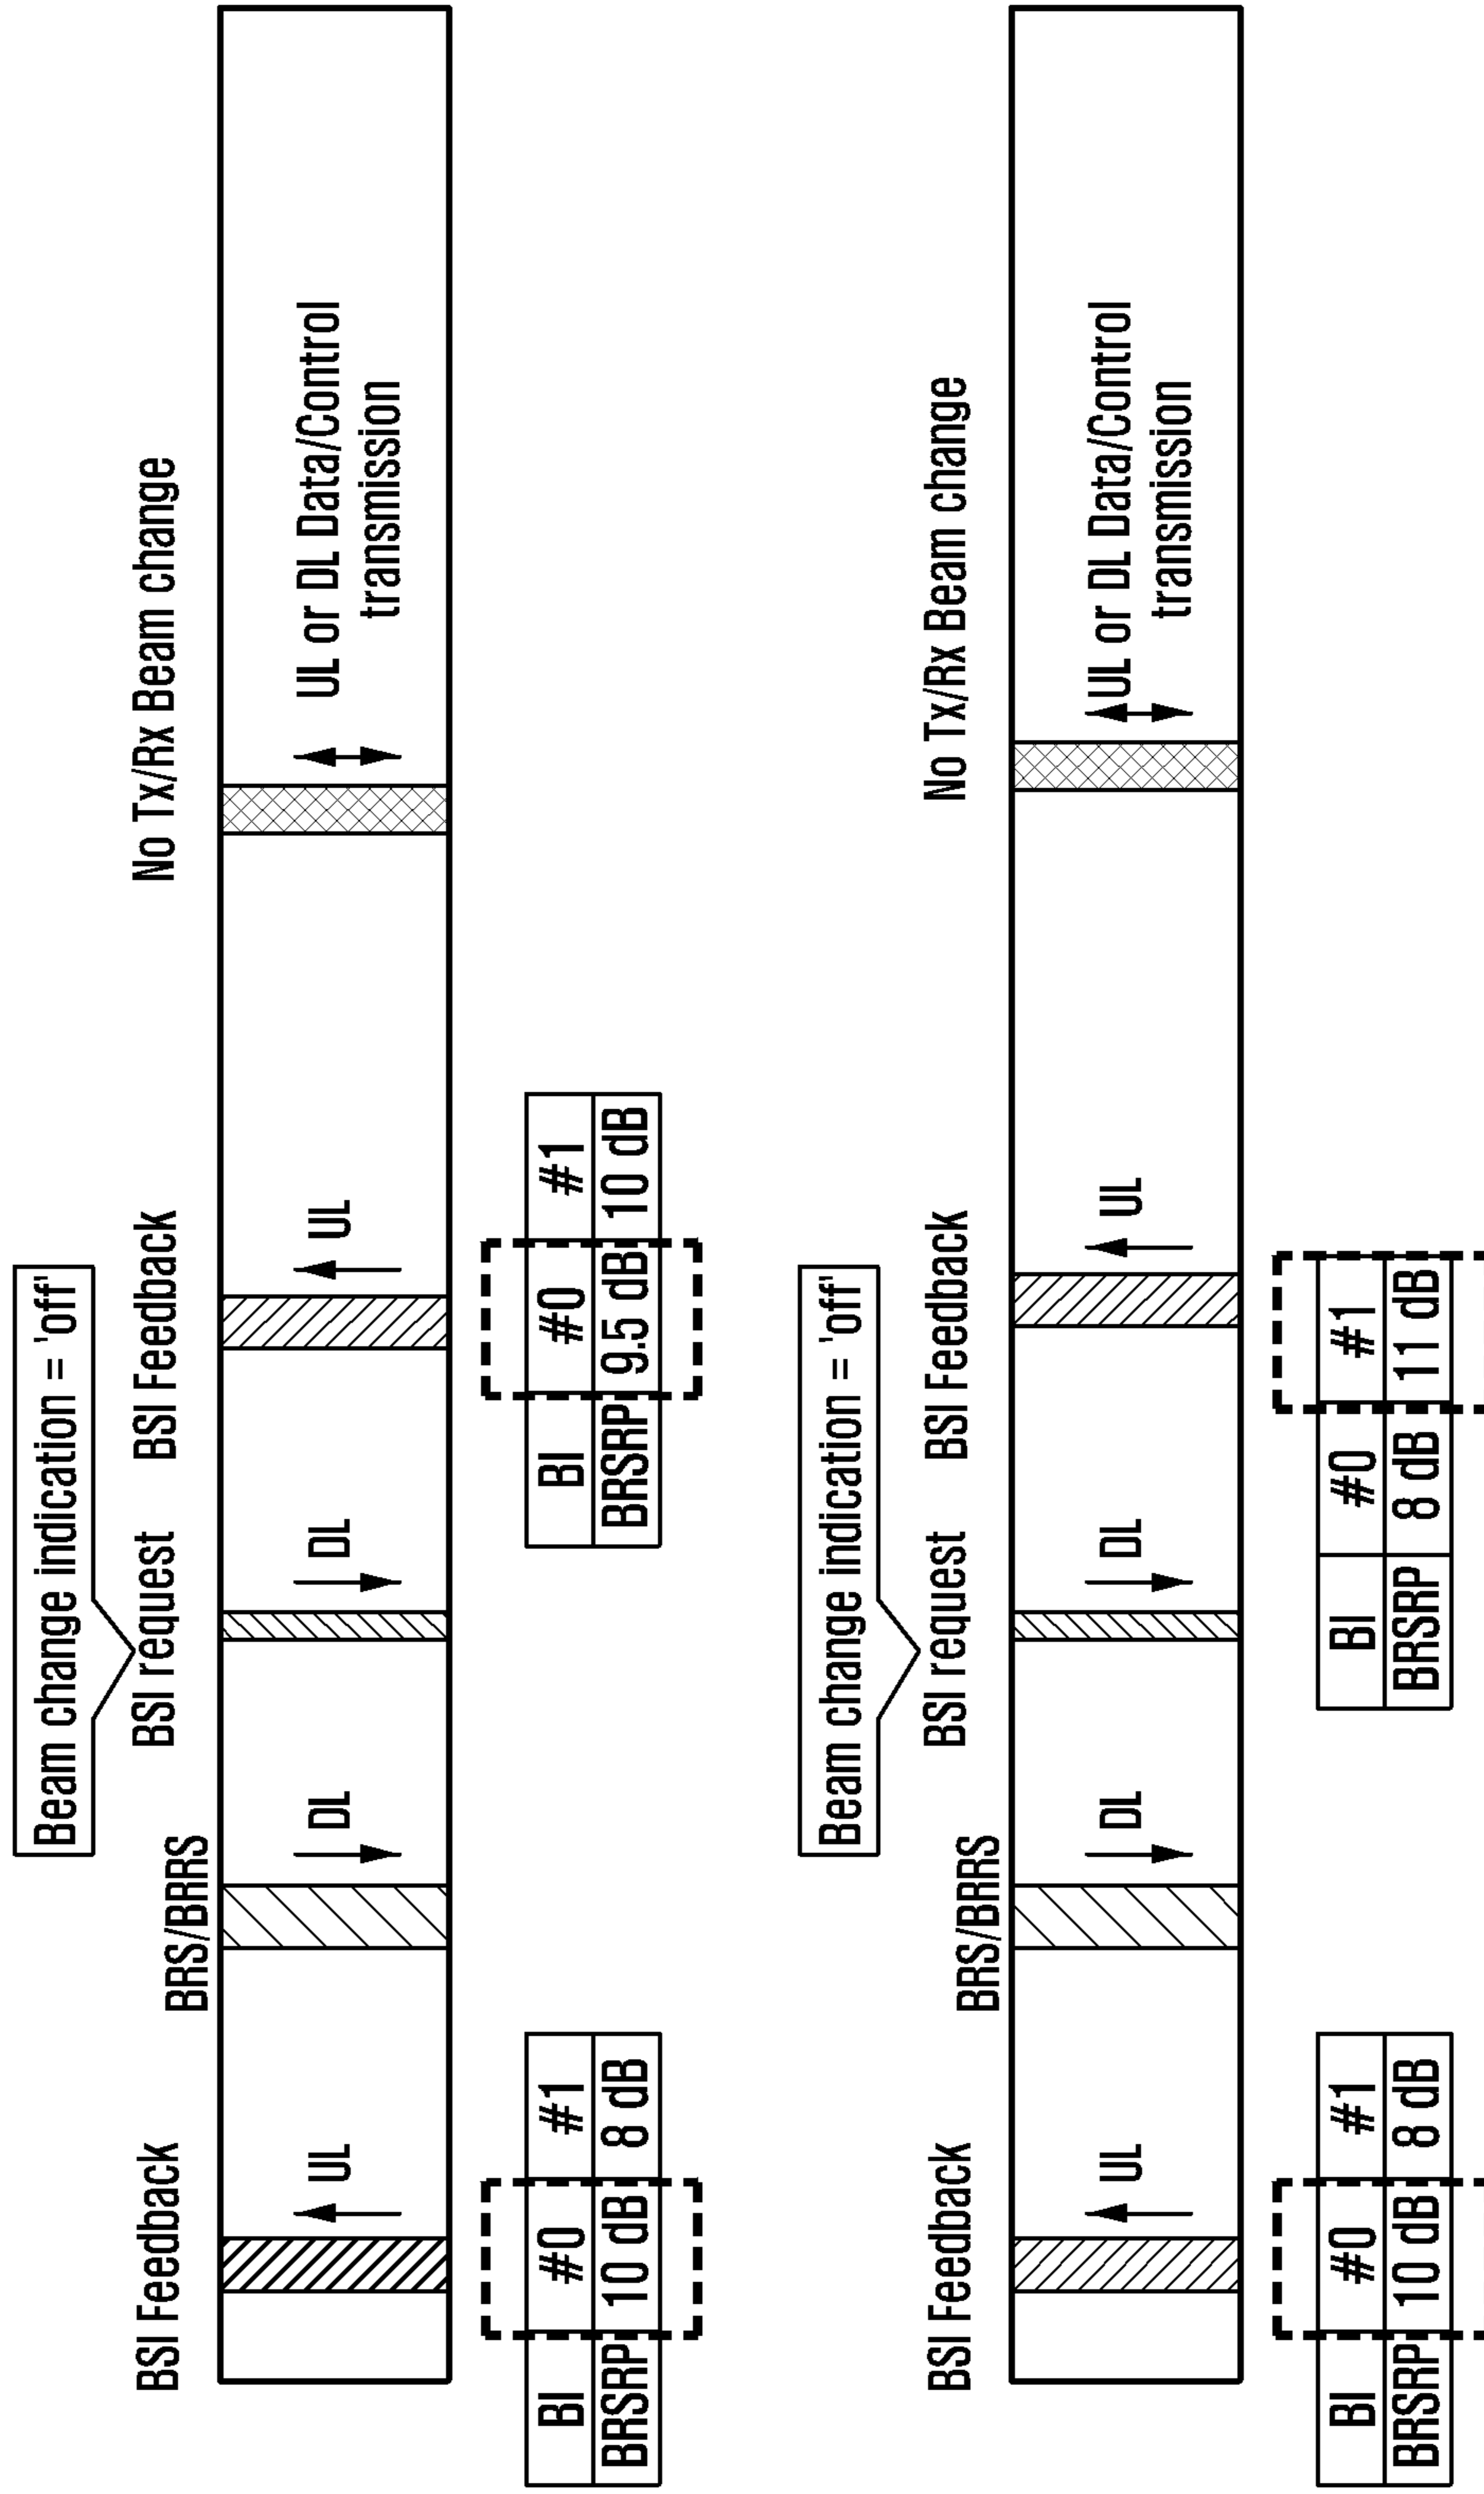 Beam change indication = 'off'
BSI Feedback
BRS/BRRS
BSI request
BSI Feedback
No Tx/Rx Beam change
UL
DL
DL
UL
UL or DL Data/Control
transmission
BI #0 #1
BRSRP 10 dB 8 dB
BI #0 #1
BRSRP 9.5 dB 10 dB
Beam change indication = 'off'
BSI Feedback
BRS/BRRS
BSI request
BSI Feedback
No Tx/Rx Beam change
UL
DL
DL
UL
UL or DL Data/Control
transmission
BI #0 #1
BRSRP 10 dB 8 dB
BI #0 #1
BRSRP 8 dB 11 dB